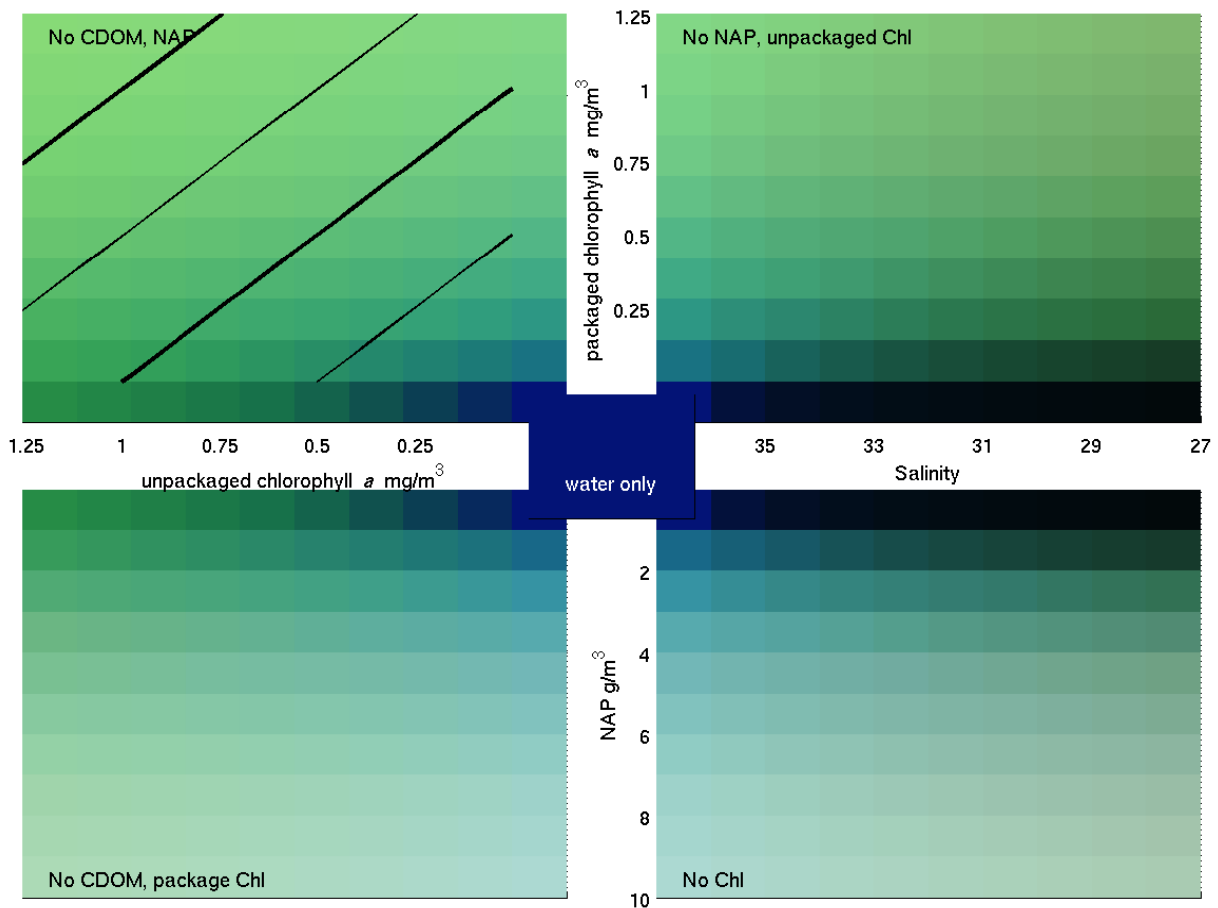 No CDOM, NAP
No NAP, unpackaged Chl
1.25
1
0.75
0.5
0.25
packaged chlorophyll a mg/m³
1.25 1 0.75 0.5 0.25
unpackaged chlorophyll a mg/m³
water only
35 33 31 29 27
Salinity
2
4
6
8
10
NAP g/m³
No CDOM, package Chl
No Chl